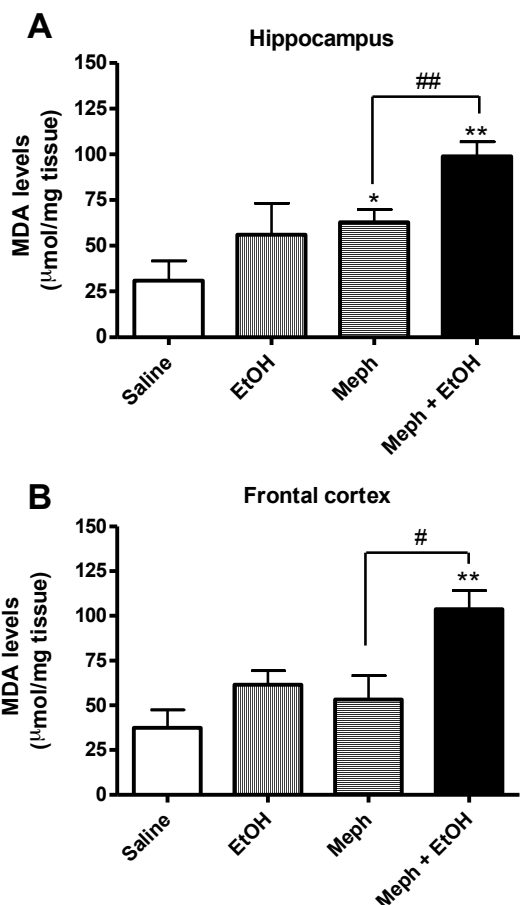 A
Hippocampus
MDA levels
(μmol/mg tissue)
150
125
100
75
50
25
0
##
*
**
Saline
EtOH
Meph
Meph + EtOH
B
Frontal cortex
MDA levels
(μmol/mg tissue)
150
125
100
75
50
25
0
#
**
Saline
EtOH
Meph
Meph + EtOH